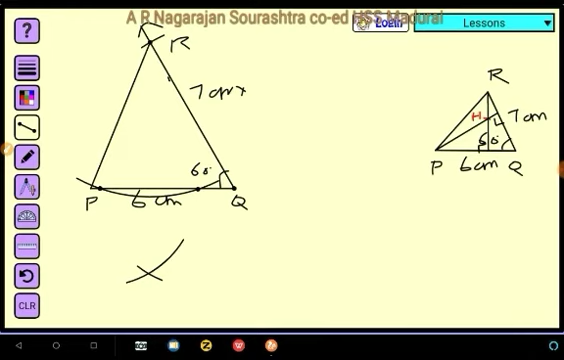 A R Nagarajan Sourashtra co-ed HSS Madurai
Login
Lessons
?
CLR
R
7cm
60°
P
6cm
Q
R
H
7cm
60°
P
6cm
Q